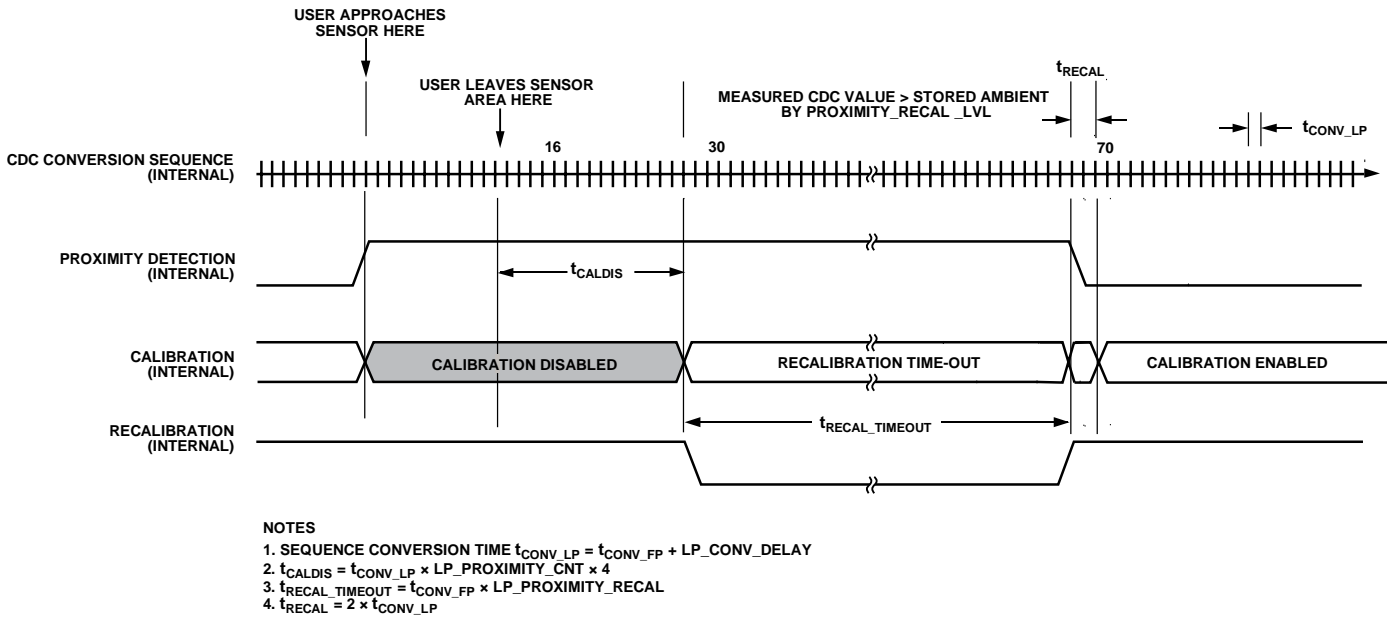 USER APPROACHES
SENSOR HERE
USER LEAVES SENSOR
AREA HERE
MEASURED CDC VALUE > STORED AMBIENT
BY PROXIMITY_RECAL _LVL
tRECAL
tCONV_LP
CDC CONVERSION SEQUENCE
(INTERNAL)
16
30
70
PROXIMITY DETECTION
(INTERNAL)
tCALDIS
CALIBRATION
(INTERNAL)
CALIBRATION DISABLED
RECALIBRATION TIME-OUT
CALIBRATION ENABLED
RECALIBRATION
(INTERNAL)
tRECAL_TIMEOUT
NOTES
1. SEQUENCE CONVERSION TIME tCONV_LP = tCONV_FP + LP_CONV_DELAY
2. tCALDIS = tCONV_LP × LP_PROXIMITY_CNT × 4
3. tRECAL_TIMEOUT = tCONV_FP × LP_PROXIMITY_RECAL
4. tRECAL = 2 × tCONV_LP